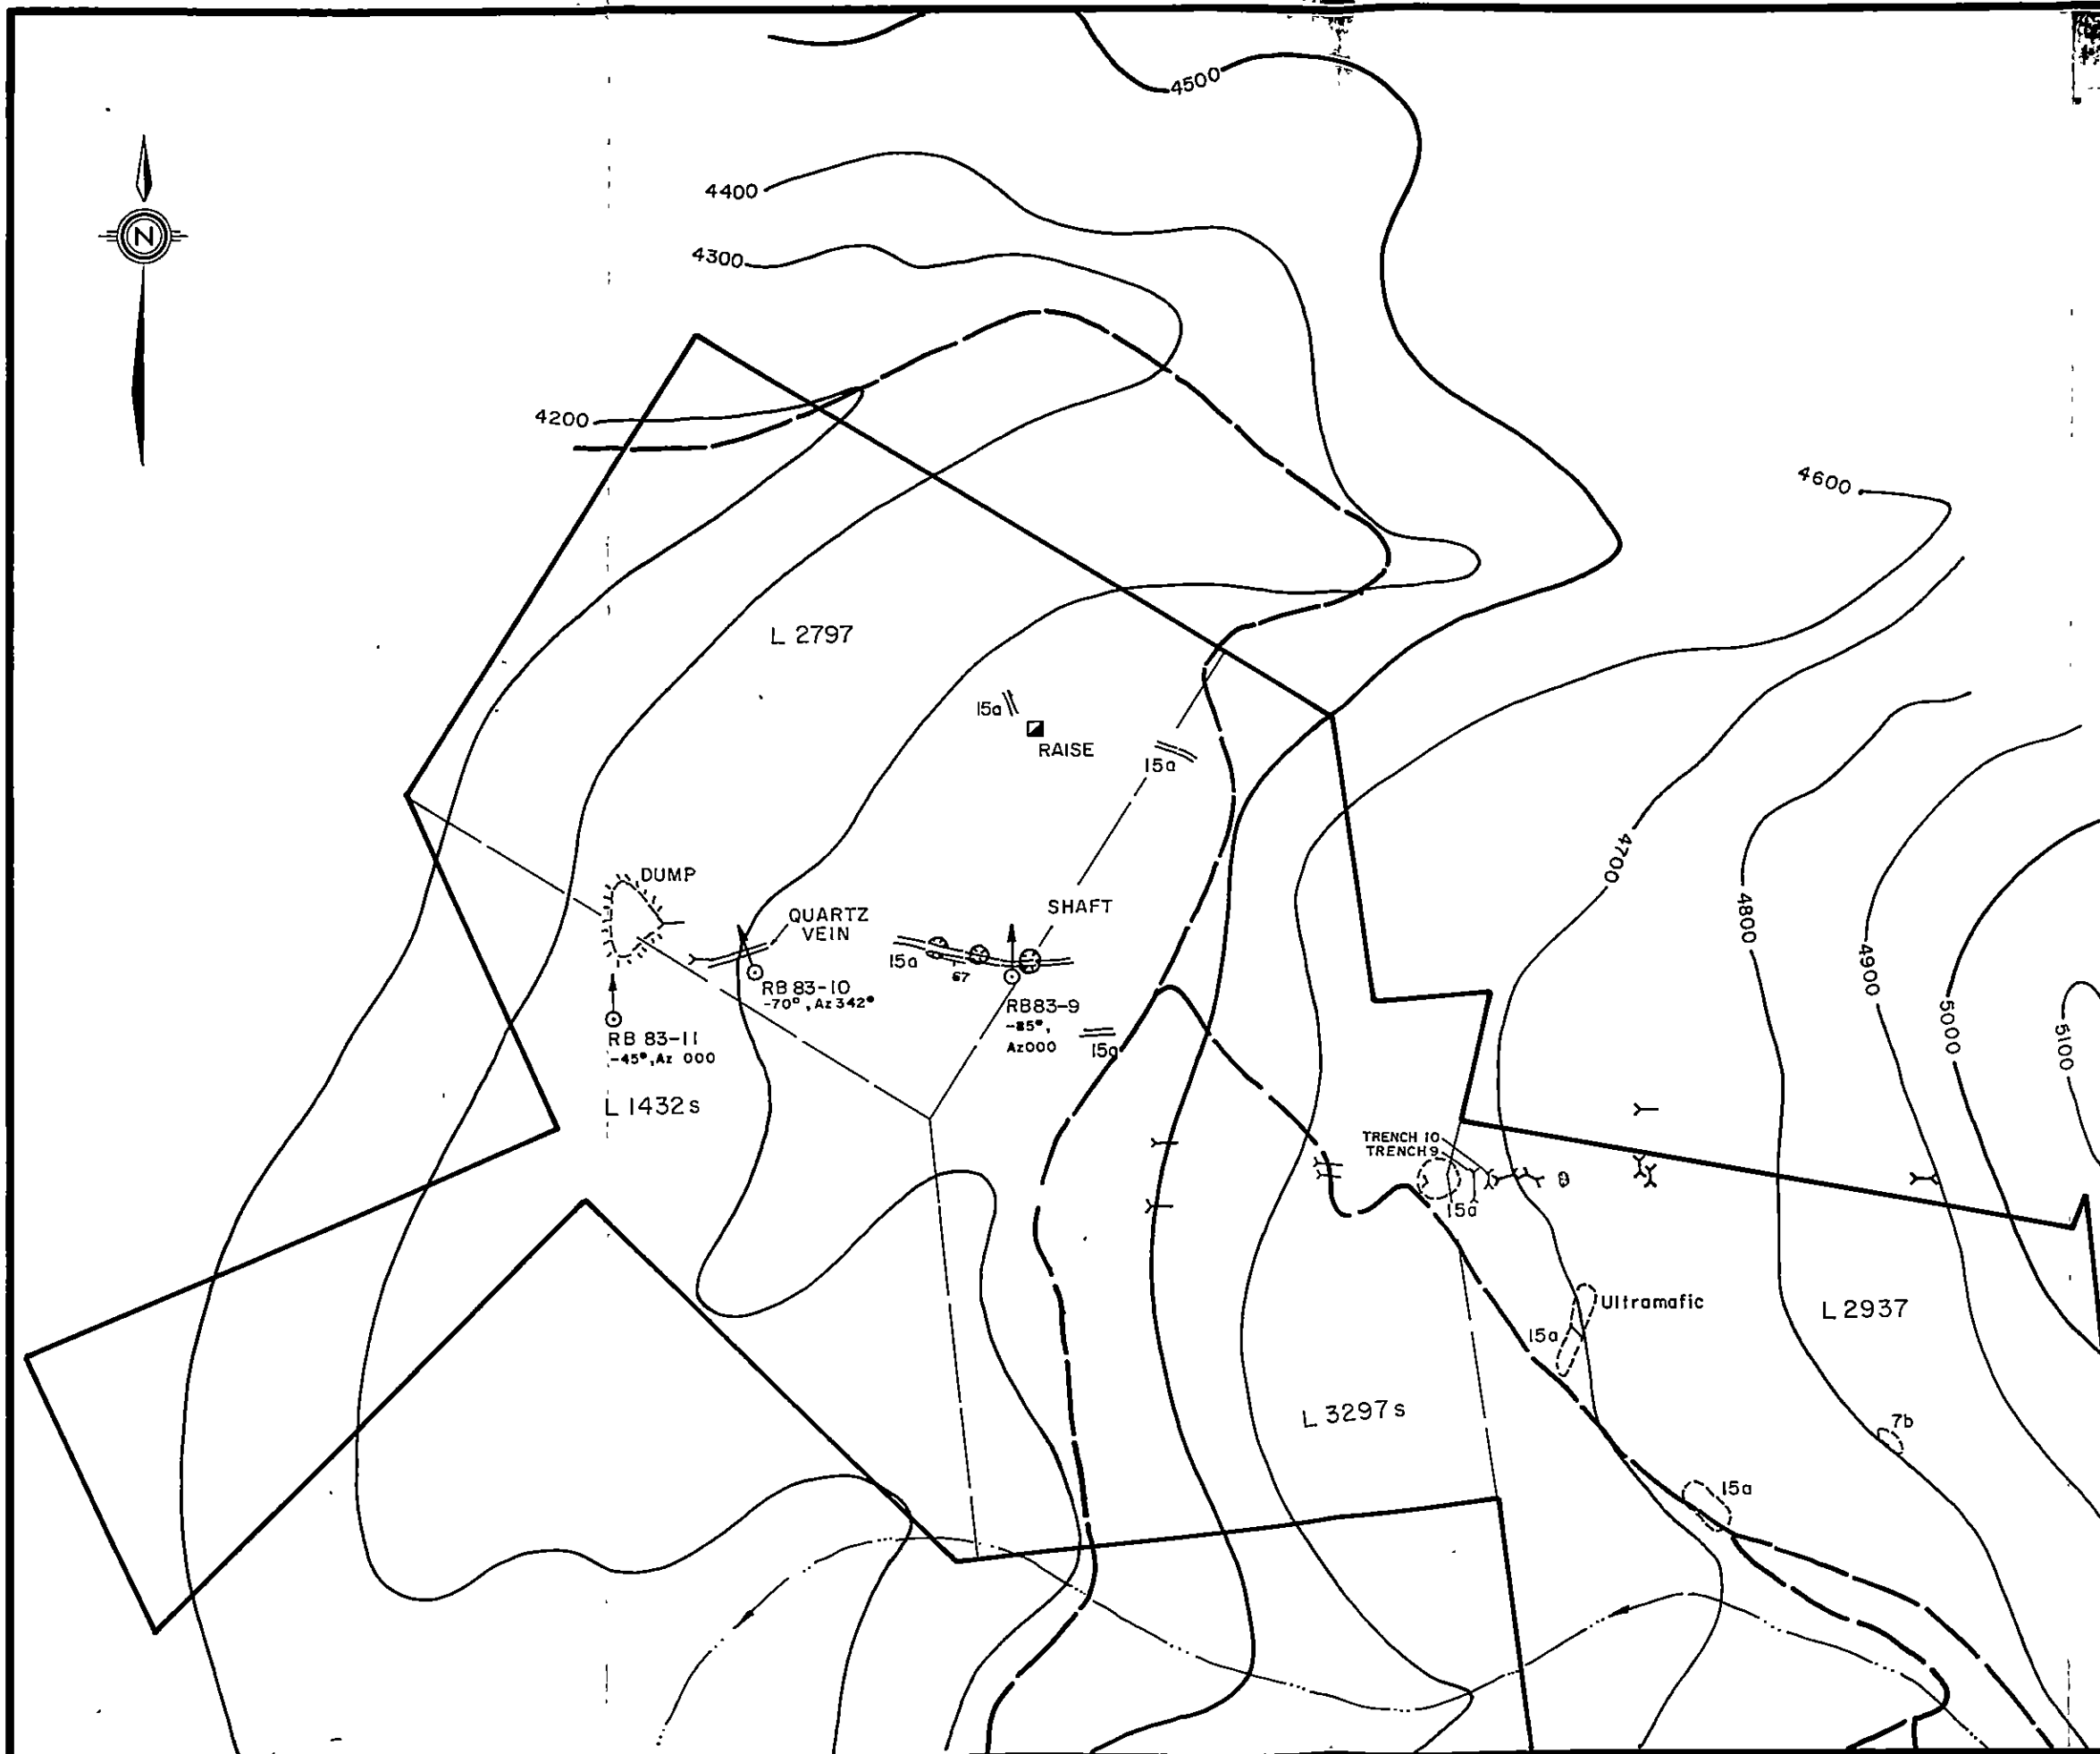 4500
4400
N
4300
4200
4600
L 2797
15a
RAISE
15a
4700
DUMP
SHAFT
QUARTZ
VEIN
4800
4900
15a
67
RB 83-10
-70°, Az 342°
RB83-9
-85°,
Az000
15a
5000
5100
RB 83-11
-45°, Az 000
L 1432s
TRENCH 10
TRENCH 9
15a
Ultramafic
L 2937
15a
L 3297s
7b
15a